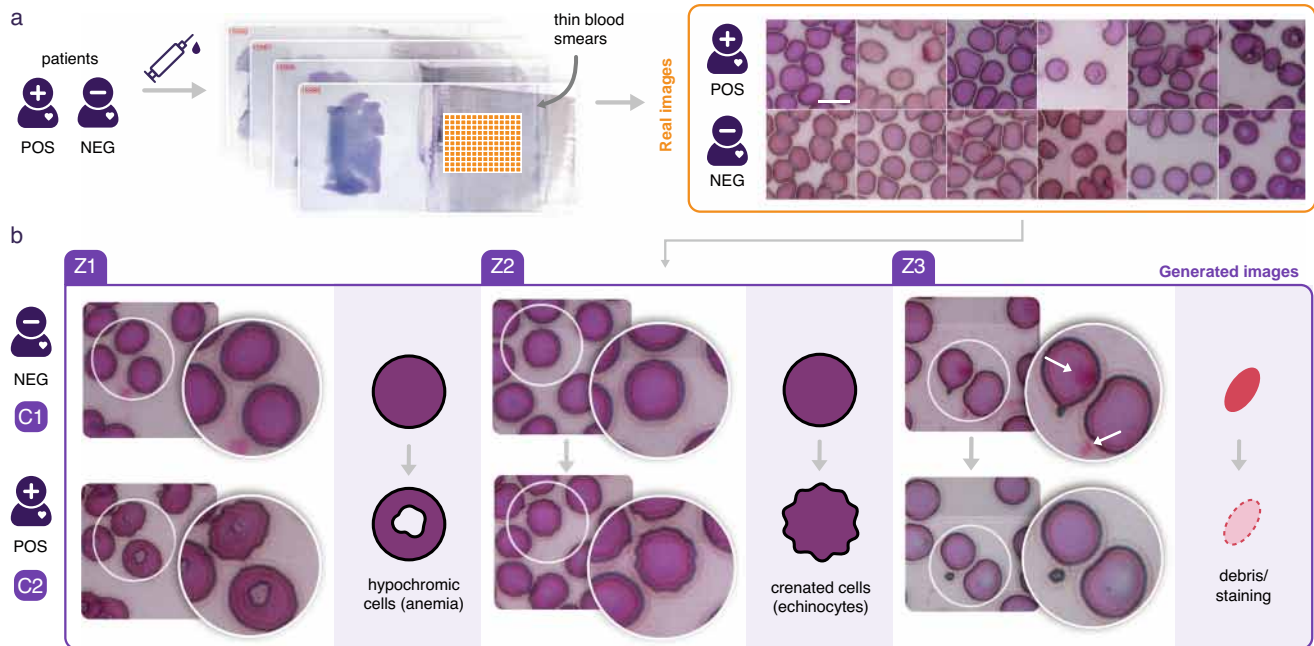 a
patients
POS
NEG
thin blood
smears
Real images
POS
NEG
b
Z1
Z2
Z3
Generated images
NEG
C1
POS
C2
hypochromic
cells (anemia)
crenated cells
(echinocytes)
debris/
staining